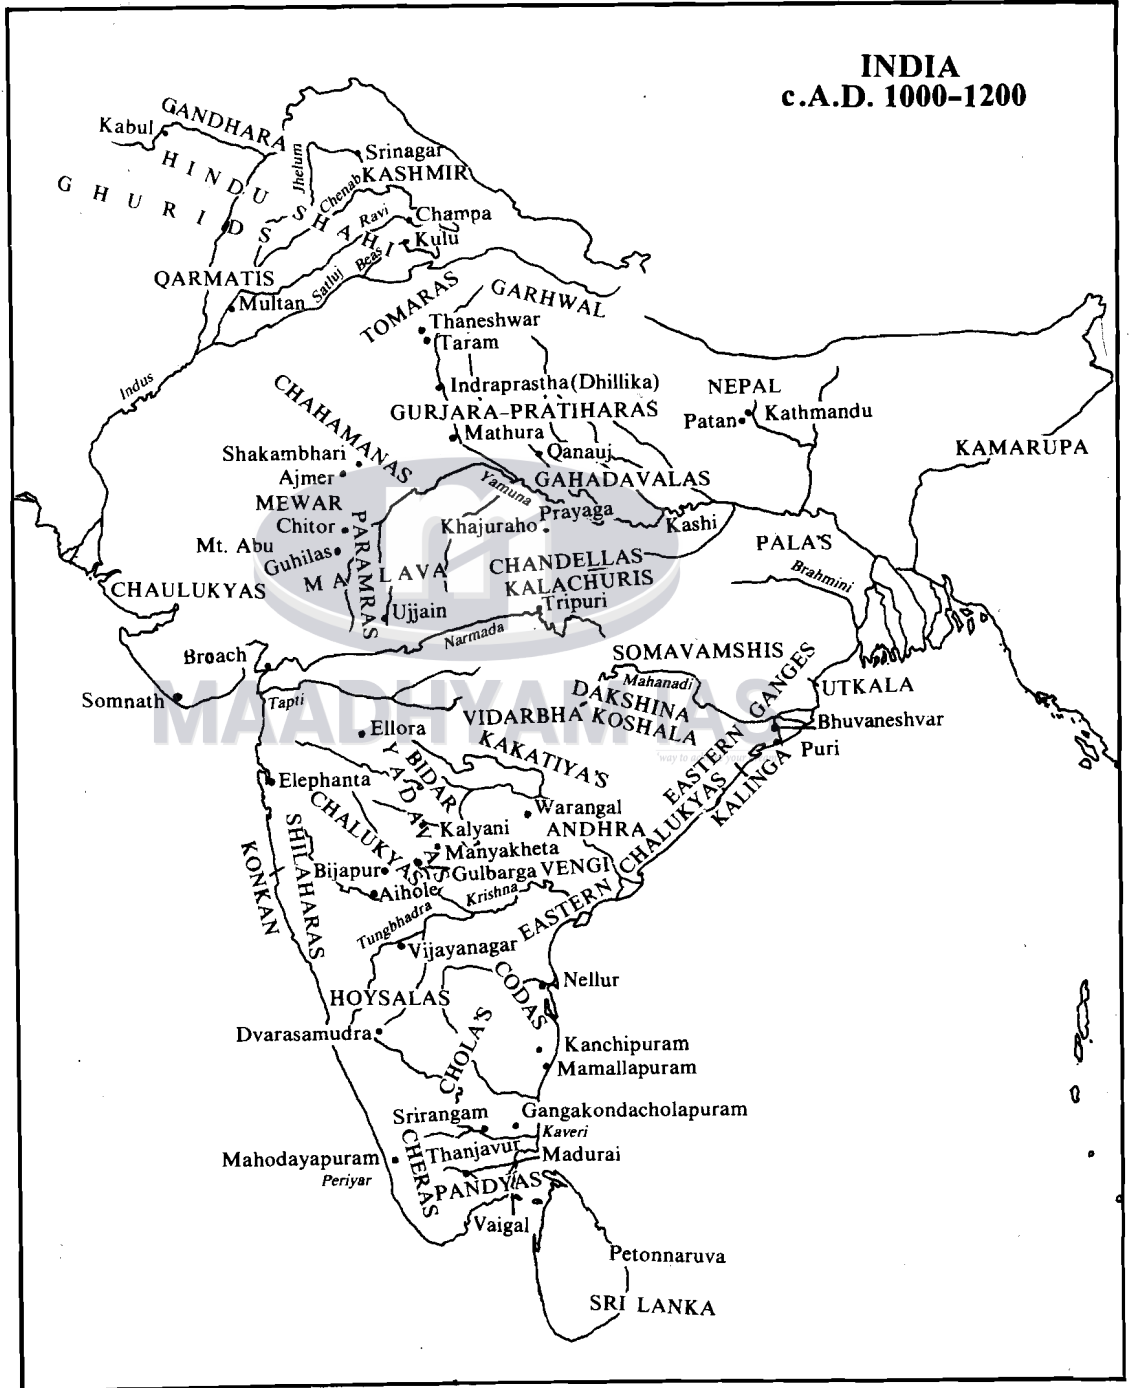 INDIA
c.A.D. 1000–1200
GANDHARA
Kabul
HINDU SHAHI
GHURIDS
Jhelum
Srinagar
KASHMIR
Chenab
Ravi
Champa
Kulu
Beas
Satluj
QARMATIS
Multan
TOMARAS
GARHWAL
Thaneshwar
Taram
Indus
CHAHAMANAS
Indraprastha(Dhillika)
GURJARA–PRATIHARAS
Mathura
NEPAL
Patan
Kathmandu
KAMARUPA
Shakambhari
Ajmer
Qanauj
GAHADAVALAS
Yamuna
MEWAR
Chitor
PARAMRAS
Khajuraho
Prayaga
Kashi
Mt. Abu
Guhilas
MALAVA
CHANDELLAS
KALACHURIS
PALA'S
Brahmini
CHAULUKYAS
Ujjain
Tripuri
Narmada
Broach
SOMAVAMSHIS
Somnath
Tapti
Mahanadi
DAKSHINA
KOSHALA
EASTERN GANGES
UTKALA
MAADHYAM IAS
VIDARBHA
Bhuvaneshvar
Puri
Ellora
KAKATIYA'S
YADAVAS
BIDAR
KALINGA
Elephanta
CHALUKYAS
Warangal
Kalyani
ANDHRA
EASTERN CHALUKYAS
SHILAHARAS
KONKAN
Manyakheta
Bijapur
Gulbarga
VENGI
Aihole
Krishna
Tungbhadra
Vijayanagar
CODAS
Nellur
HOYSALAS
Dvarasamudra
CHOLA'S
Kanchipuram
Mamallapuram
Srirangam
Gangakondacholapuram
Kaveri
Thanjavur
CHERAS
Mahodayapuram
Madurai
Periyar
PANDYAS
Vaigal
Petonnaruva
SRI LANKA